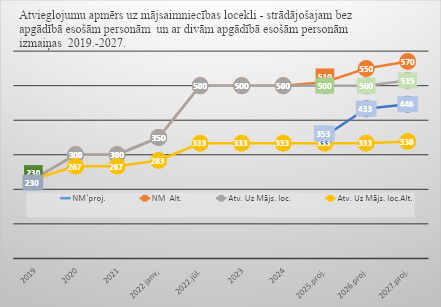 Atvieglojumu apmērs uz mājsaimniecības locekli - strādājošajam bez
apgādībā esošām personām un ar divām apgādībā esošām personām
izmaiņas 2019.-2027.
570
550
510
580 580 580 500 500 515
433 446
350 353
333 333 333 333 333 338
300 300
283
267 267
230
230
NM`proj. NM Alt. Atv. Uz Mājs. loc. Atv. Uz Mājs. loc.Alt.
2019 2020 2021 2022 janv, 2022 jūl. 2023 2024 2025.proj. 2026.proj. 2027.proj.